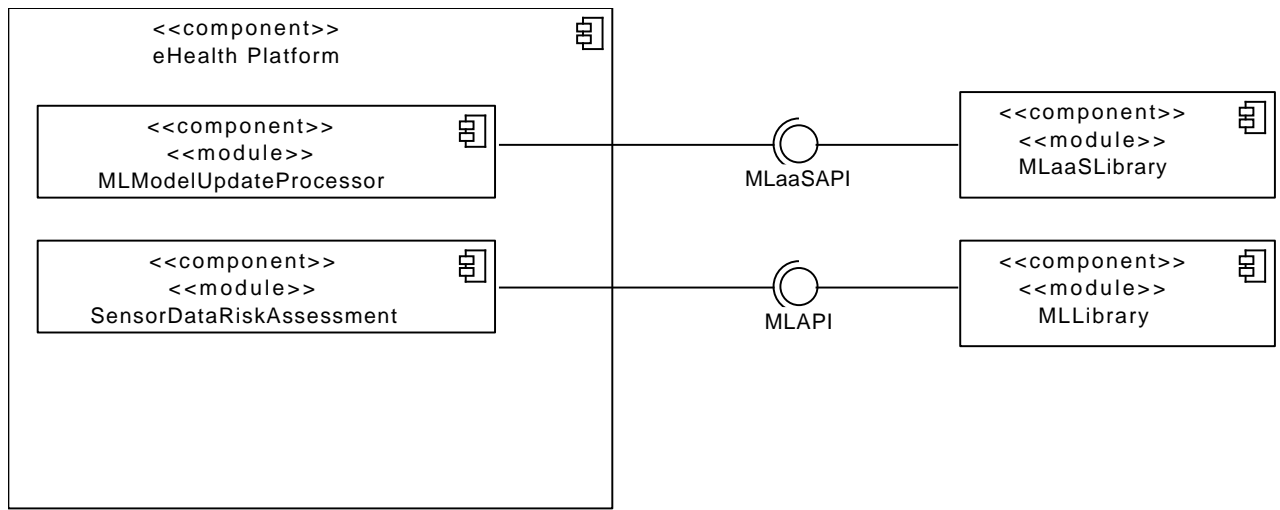 <<component>>
eHealth Platform
<<component>>
<<module>>
MLModelUpdateProcessor
MLaaSAPI
<<component>>
<<module>>
MLaaSLibrary
<<component>>
<<module>>
SensorDataRiskAssessment
MLAPI
<<component>>
<<module>>
MLLibrary